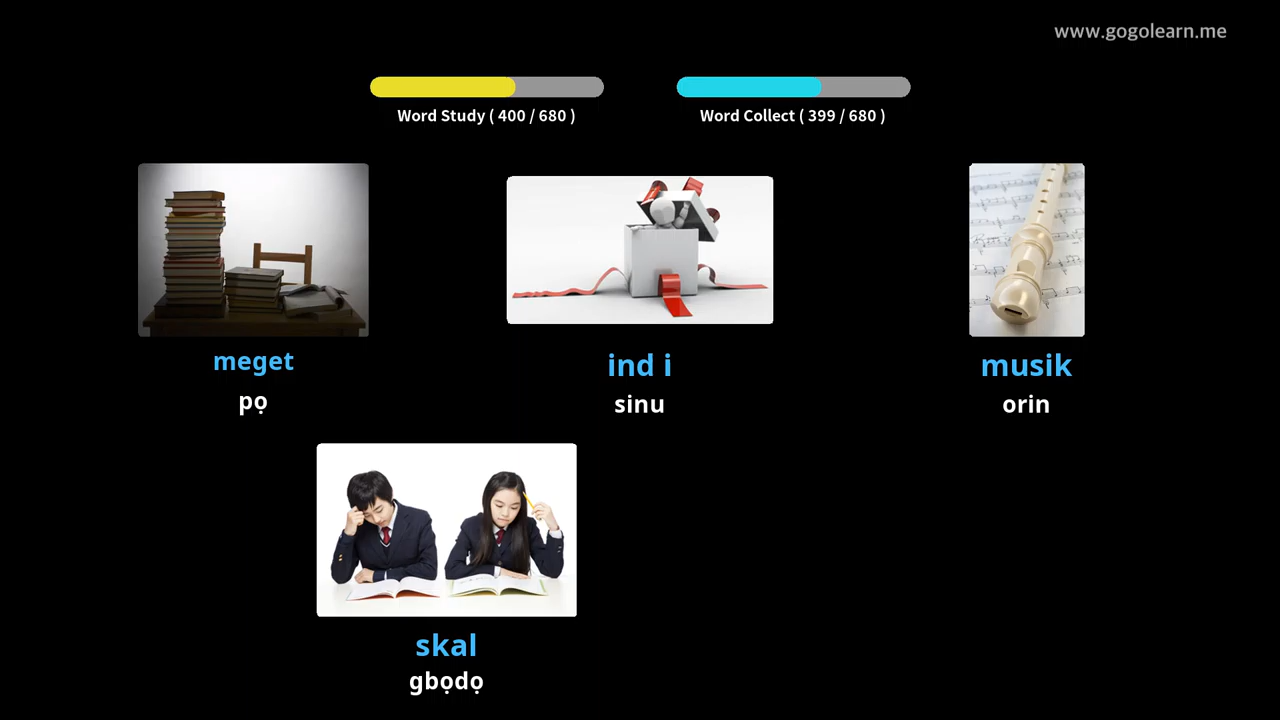 www.gogolearn.me
Word Study ( 400 / 680 )
Word Collect ( 399 / 680 )
meget
pọ
ind i
sinu
musik
orin
skal
gbọdọ